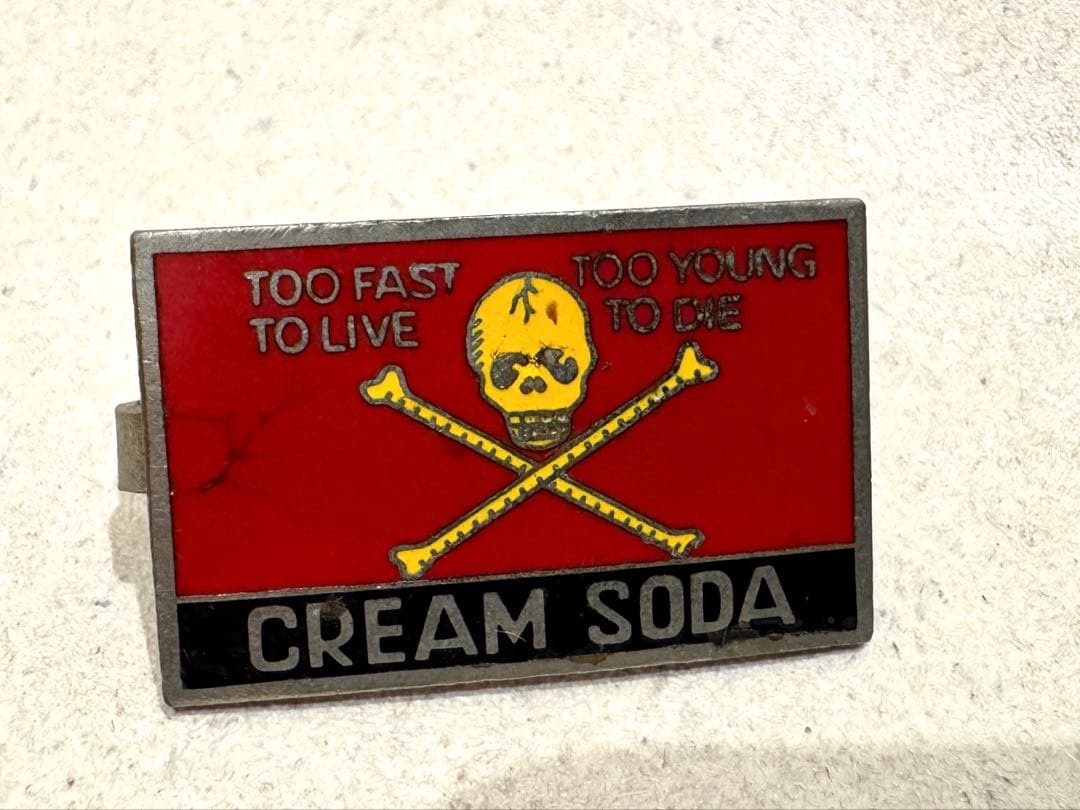 TOO FAST
TO LIVE
TOO YOUNG
TO DIE
CREAM SODA